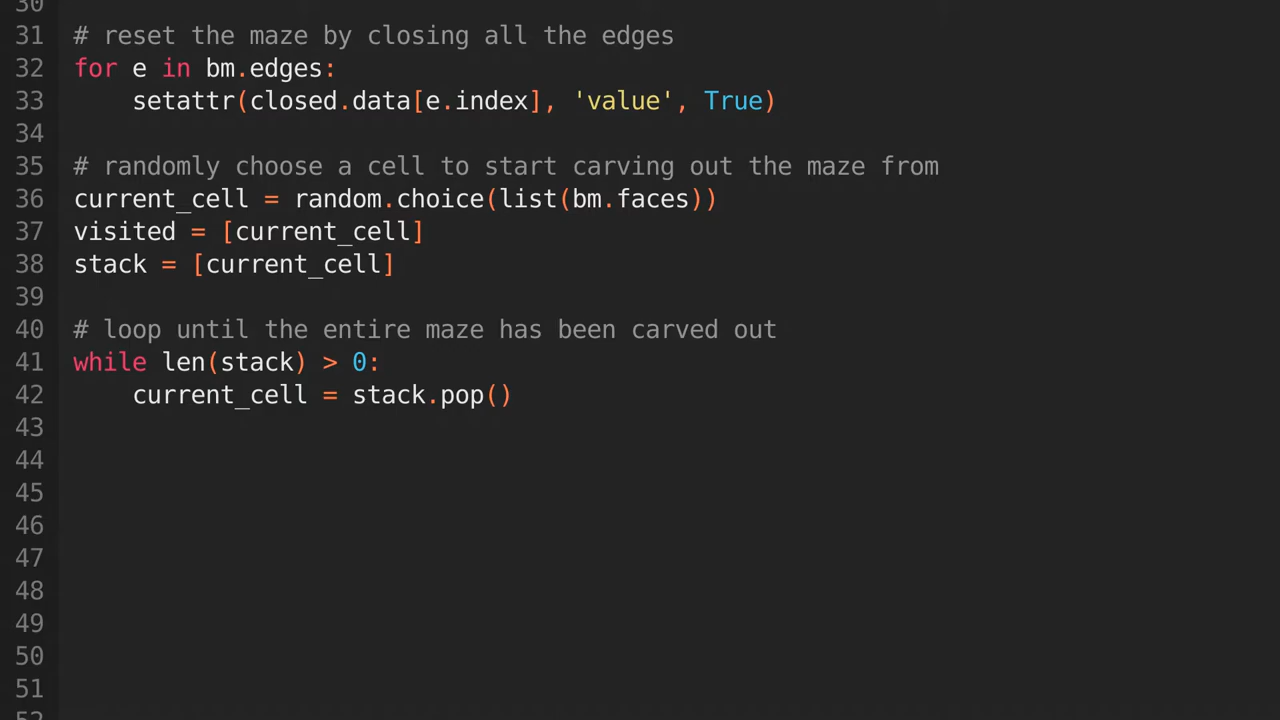 30
31 # reset the maze by closing all the edges
32 for e in bm.edges:
33     setattr(closed.data[e.index], 'value', True)
34
35 # randomly choose a cell to start carving out the maze from
36 current_cell = random.choice(list(bm.faces))
37 visited = [current_cell]
38 stack = [current_cell]
39
40 # loop until the entire maze has been carved out
41 while len(stack) > 0:
42     current_cell = stack.pop()
43
44
45
46
47
48
49
50
51
52